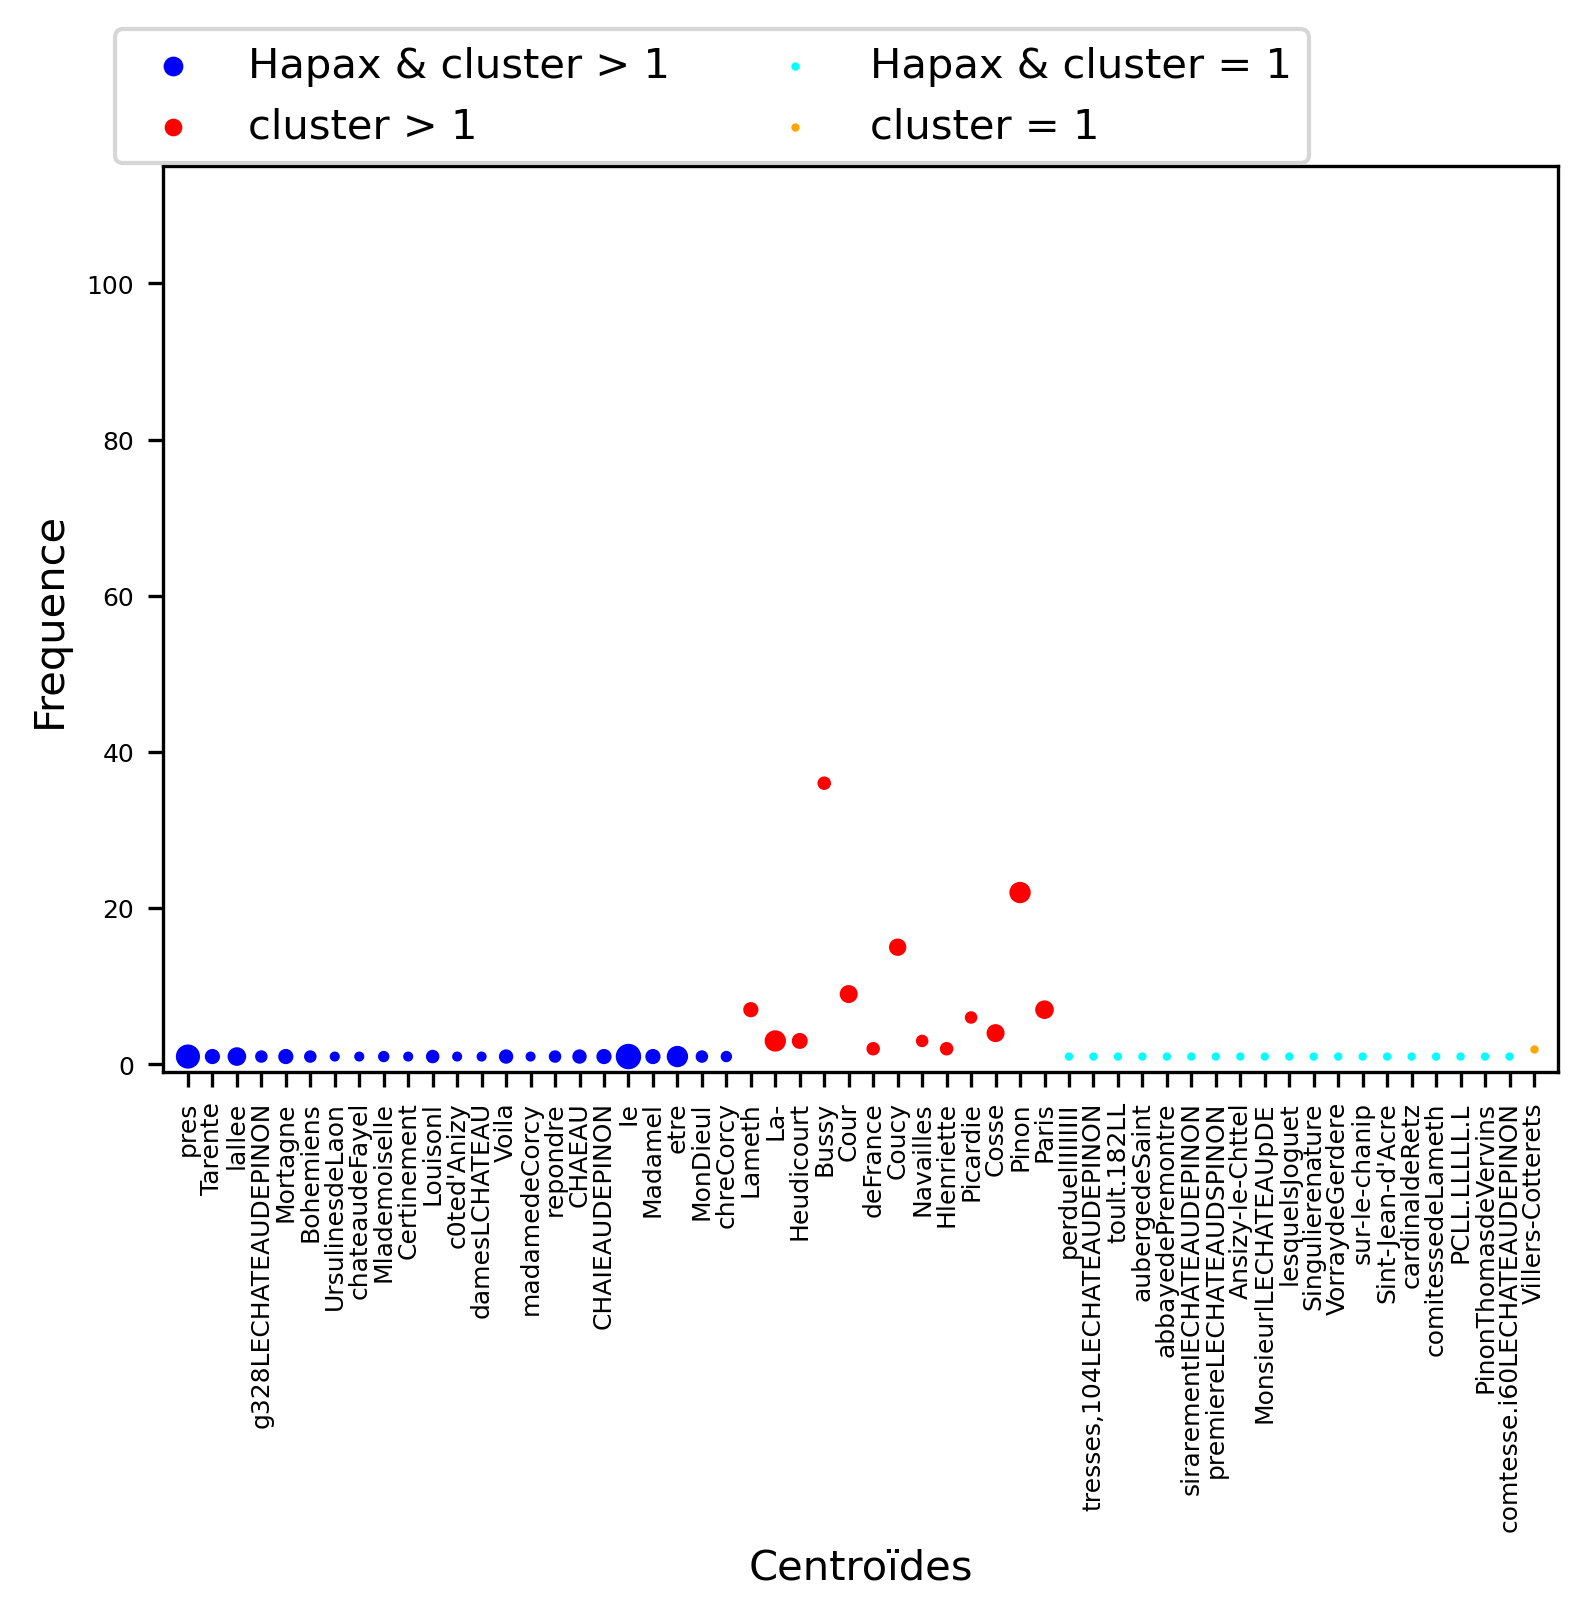 Hapax & cluster > 1
Hapax & cluster = 1
cluster > 1
cluster = 1
Frequence
100
80
60
40
20
0
pres
Tarente
lallee
g328LECHATEAUDEPINON
Mortagne
Bohemiens
UrsulinesdeLaon
chateaudeFayel
Mlademoiselle
Certinement
Louisonl
c0ted'Anizy
damesLCHATEAU
Voila
madamedeCorcy
repondre
CHAEAU
CHAIEAUDEPINON
le
Madamel
etre
MonDieul
chreCorcy
Lameth
La-
Heudicourt
Bussy
Cour
deFrance
Coucy
Navailles
Hlenriette
Picardie
Cosse
Pinon
Paris
tresses,104LECHATEAUDEPINON
toult.182LL
aubergedeSaint
abbayedePremontre
premiereLECHATEAUDSPINON
Ansizy-le-Chttel
MonsieurlLECHATEAUpDE
lesquelsJoguet
Singulierenature
VorraydeGerdere
sur-le-chanip
Sint-Jean-d'Acre
cardinaldeRetz
comitessedeLameth
PCLL.LLLLL.L
PinonThomasdeVervins
comtesse.i60LECHATEAUDEPINON
Villers-Cotterets
Centroïdes